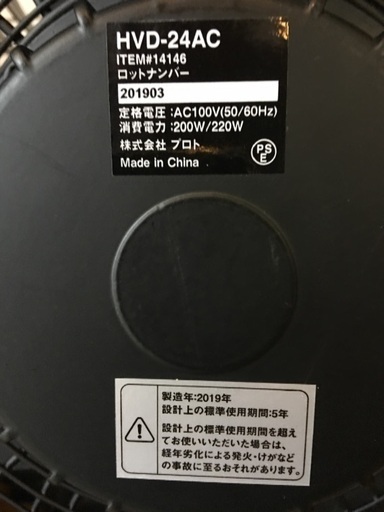 HVD-24AC
ITEM#14146
ロットナンバー
201903
定格電圧:AC100V(50/60Hz)
消費電力:200W/220W
株式会社 プロト
Made in China
PSE
製造年:2019年
設計上の標準使用期間:5年
設計上の標準使用期間を超え
てお使いいただいた場合は、
経年劣化による発火・けがなど
の事故に至るおそれがあります。